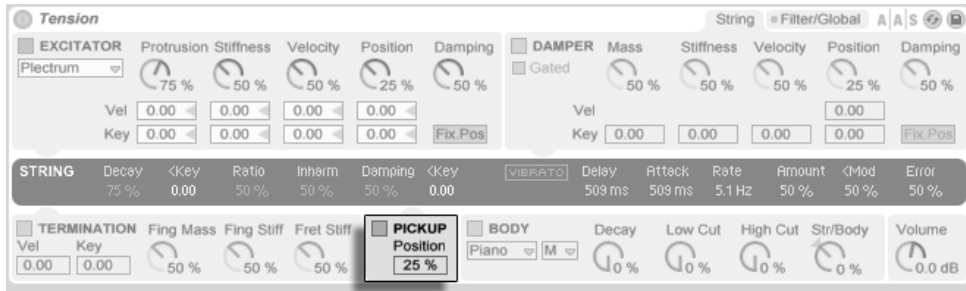 Tension String Filter/Global A A S
EXCITATOR Protrusion Stiffness Velocity Position Damping DAMPER Mass Stiffness Velocity Position Damping
Plectrum 75 % 50 % 50 % 25 % 50 % Gated 50 % 50 % 50 % 25 % 50 %
Vel 0.00 0.00 0.00 0.00 Vel 0.00
Key 0.00 0.00 0.00 0.00 Fix.Pos Key 0.00 0.00 0.00 0.00 Fix.Pos
STRING Decay <Key Ratio Inharm Damping <Key VIBRATO Delay Attack Rate Amount <Mod Error
75 % 0.00 50 % 50 % 50 % 0.00 509 ms 509 ms 5.1 Hz 50 % 50 % 50 %
TERMINATION Fing Mass Fing Stiff Fret Stiff PICKUP BODY Decay Low Cut High Cut Str/Body Volume
Vel Key Position Piano M
0.00 0.00 50 % 50 % 50 % 25 % 0 % 0 % 0 % 0 % 0.0 dB